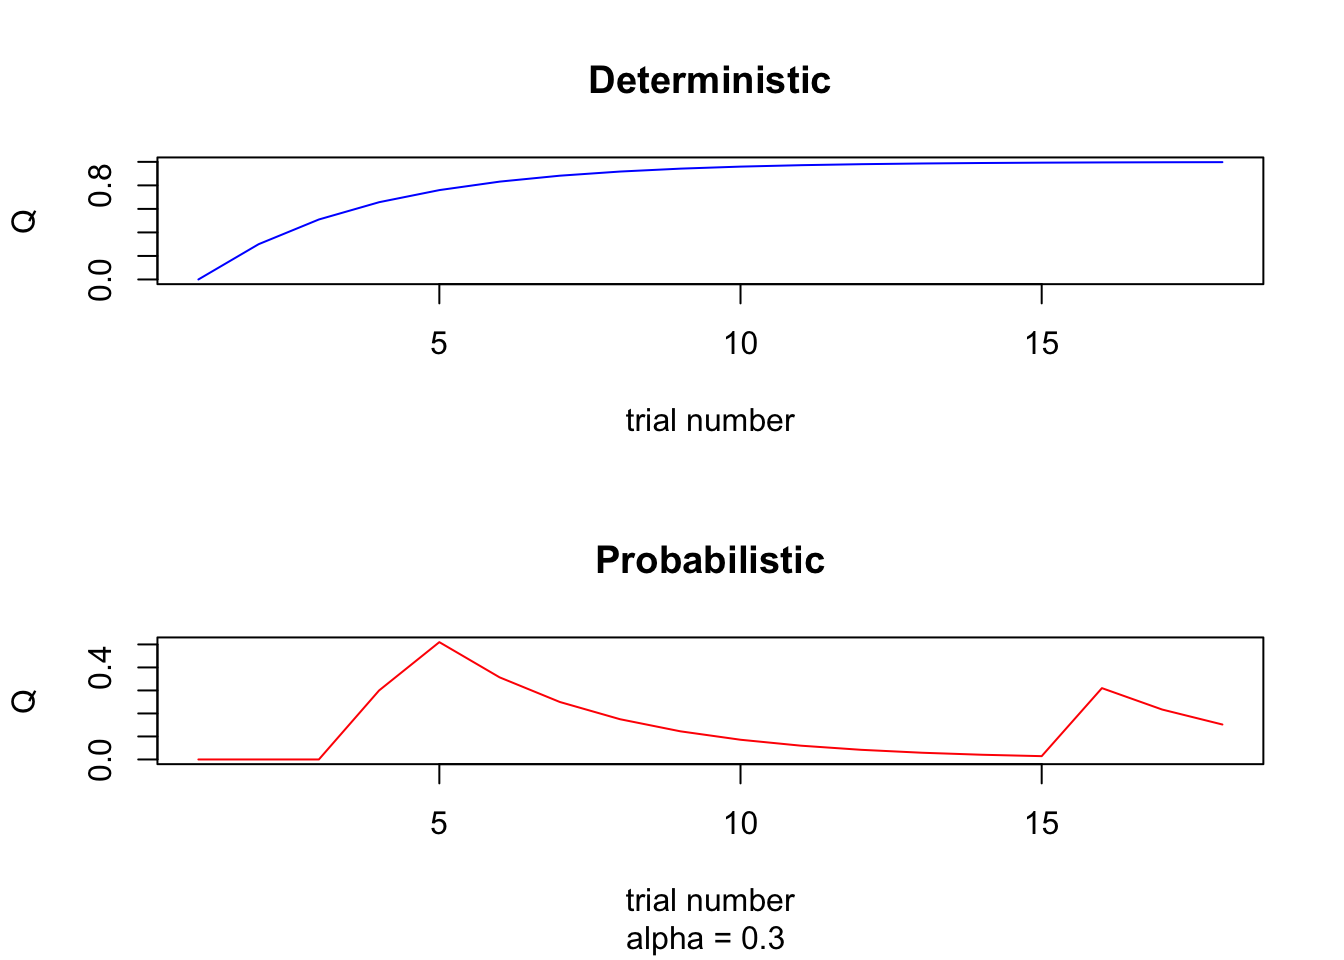 Deterministic
Q
0.8
0.0
5 10 15
trial number
Probabilistic
Q
0.4
0.0
5 10 15
trial number
alpha = 0.3